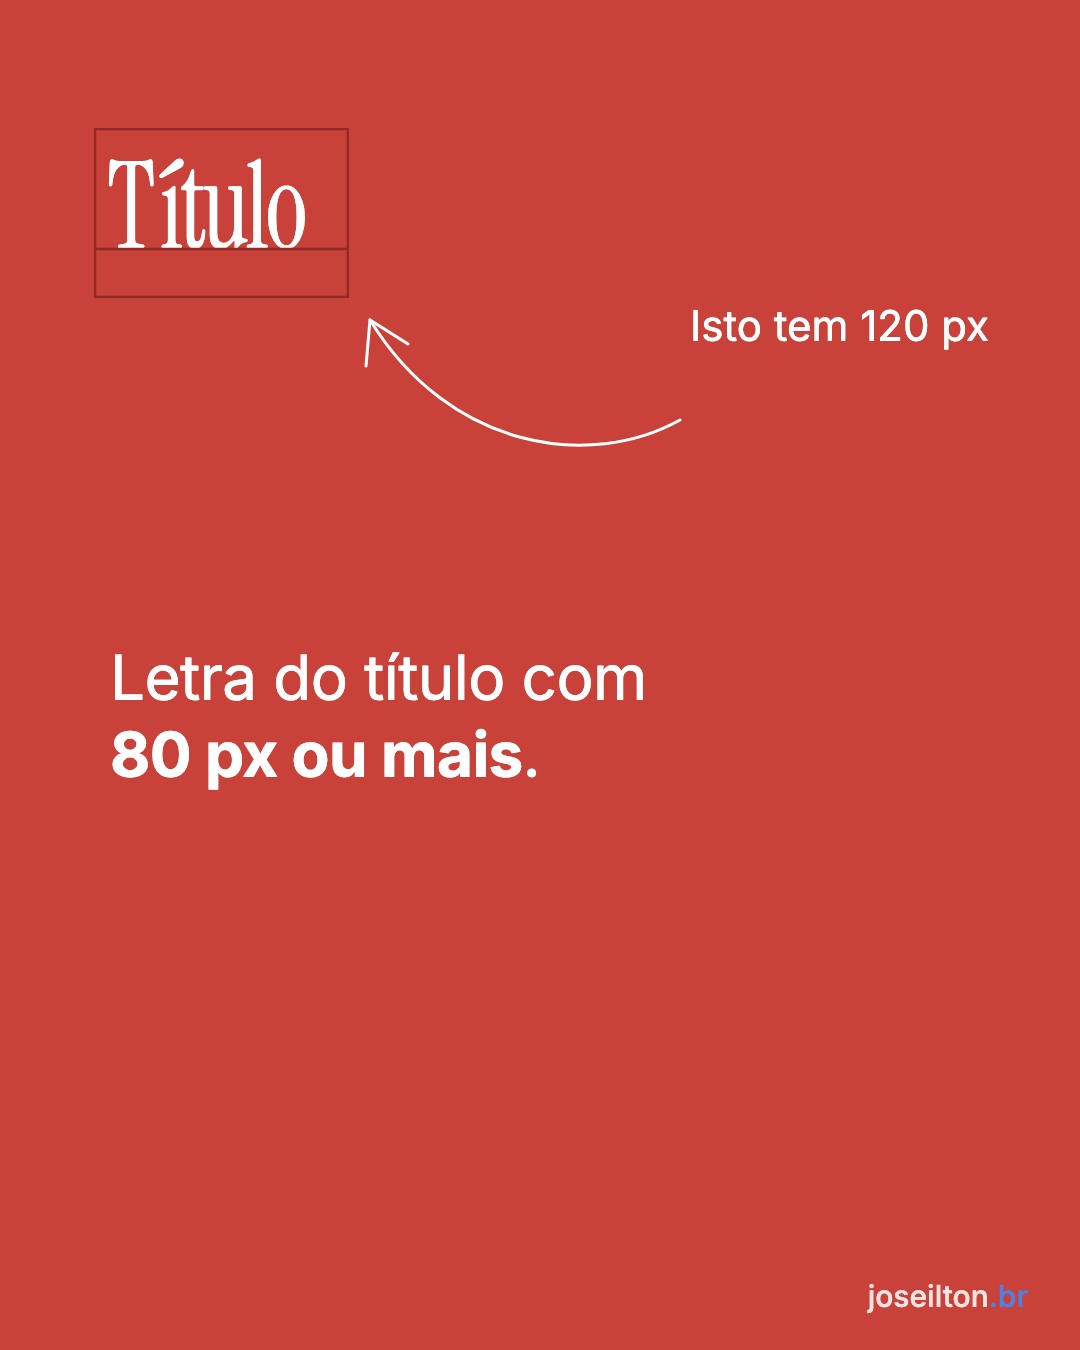 Título
Isto tem 120 px
Letra do título com
80 px ou mais.
joseilton.br